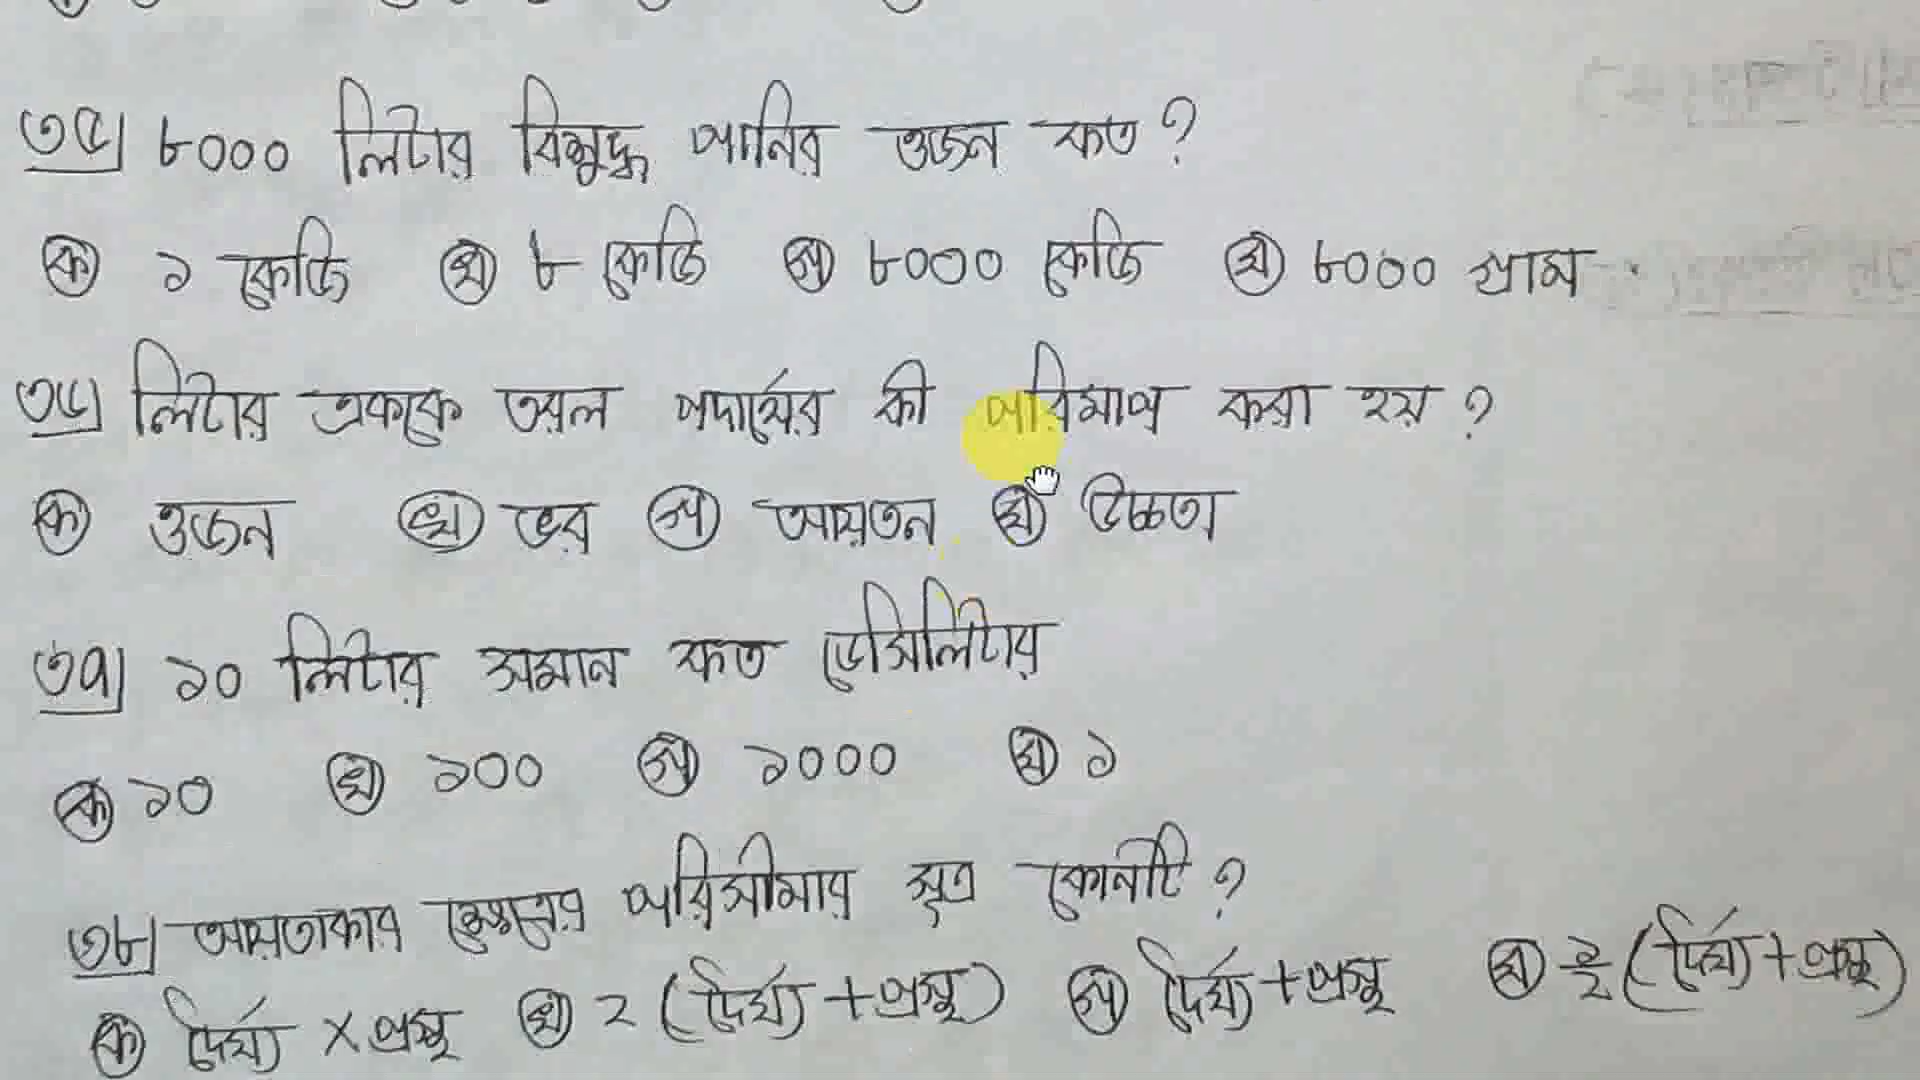 ৩৫| ৮০০০ লিটার বিশুদ্ধ পানির ওজন কত?
ক ১ কেজি খ ৮ কেজি গ ৮০০০ কেজি ঘ ৮০০০ গ্রাম
৩৬| লিটার এককে তরল পদার্থের কী পরিমাপ করা হয়?
ক ওজন খ ভর গ আয়তন ঘ উচ্চতা
৩৭| ১০ লিটার সমান কত ডেসিলিটার
ক ১০ খ ১০০ গ ১০০০ ঘ ১
৩৮| আয়তাকার ক্ষেত্রের পরিসীমার সূত্র কোনটি?
ক দৈর্ঘ্য × প্রস্থ খ ২ (দৈর্ঘ্য + প্রস্থ) গ দৈর্ঘ্য + প্রস্থ ঘ ১/২ (দৈর্ঘ্য + প্রস্থ)